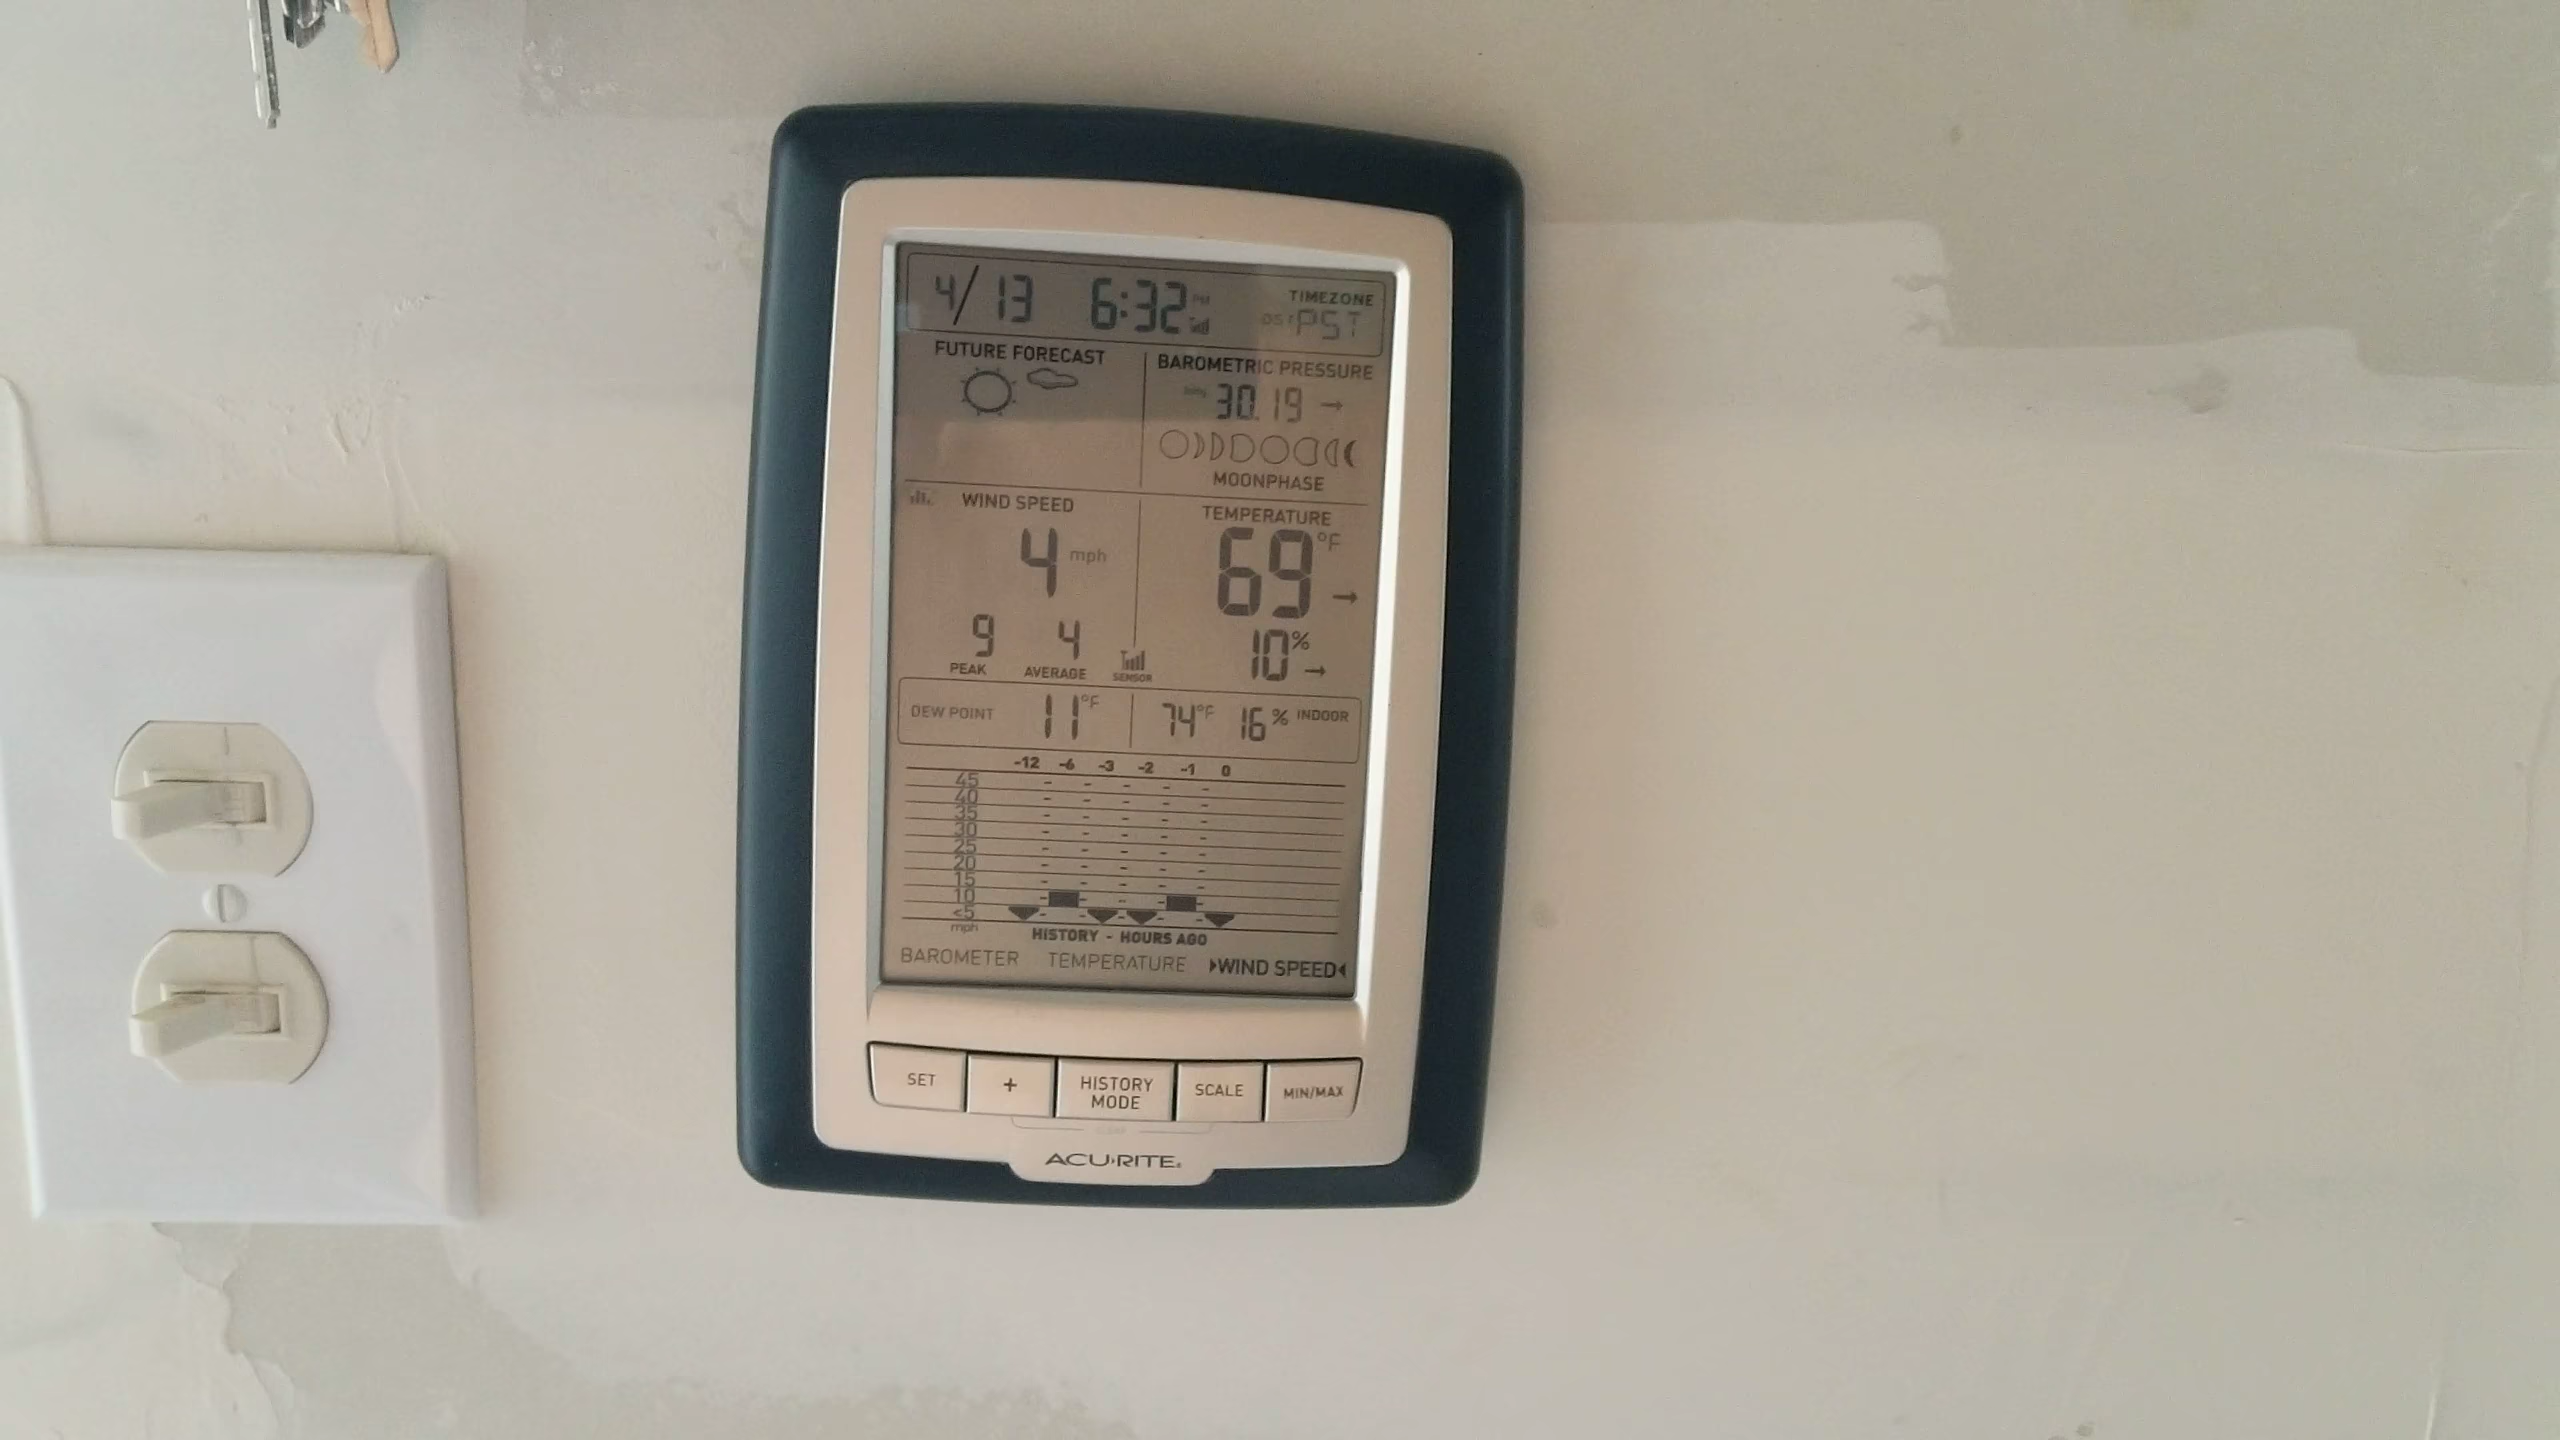 4/13 6:32 PM TIMEZONE
DST PST
FUTURE FORECAST
BAROMETRIC PRESSURE
30.19 →
MOONPHASE
WIND SPEED
4 mph
9 4
PEAK AVERAGE
SENSOR
TEMPERATURE
69°F →
10% →
DEW POINT 11°F 74°F 16% INDOOR
-12 -6 -3 -2 -1 0
45
40
35
30
25
20
15
10
<5
mph
HISTORY - HOURS AGO
BAROMETER TEMPERATURE WIND SPEED
SET + HISTORY MODE SCALE MIN/MAX
ACU›RITE